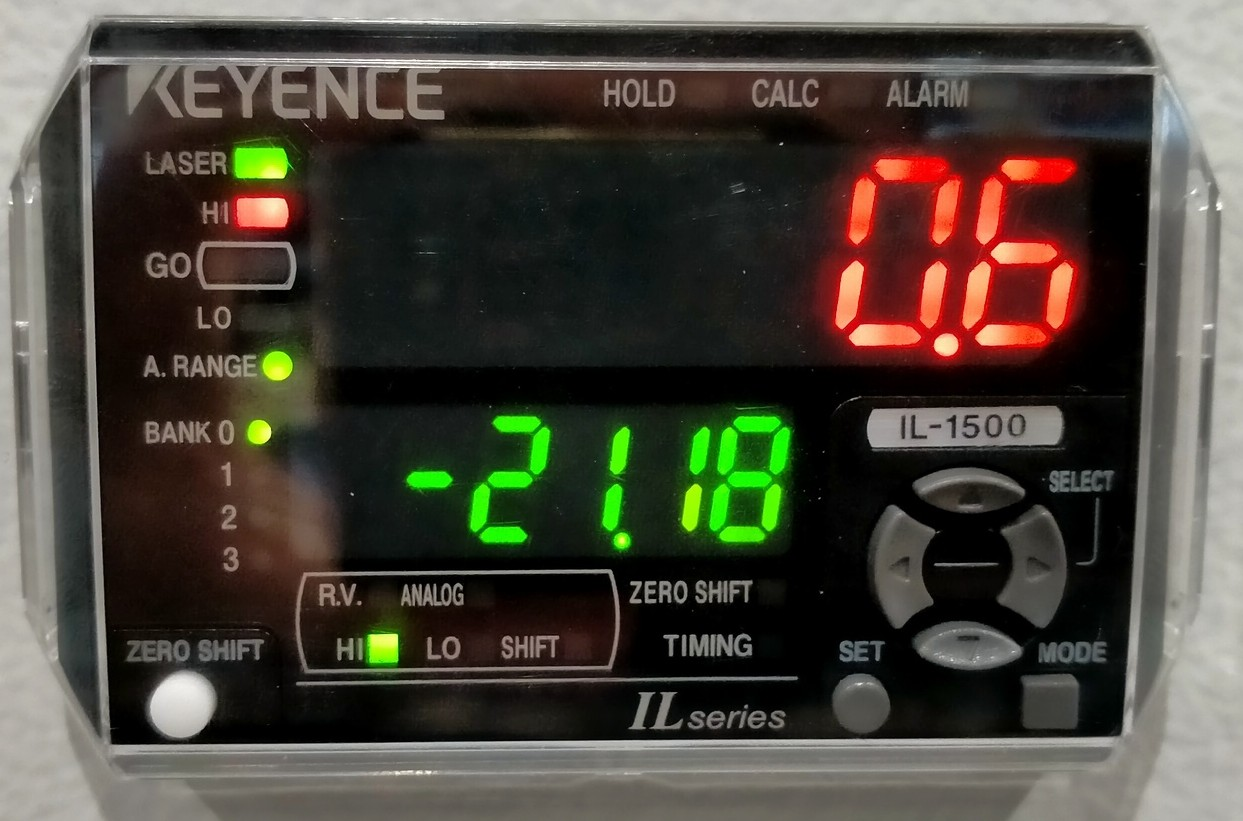 KEYENCE
HOLD CALC ALARM
LASER
HI
GO
LO
A. RANGE
0.6
BANK 0
1
2
3
-21.18
IL-1500
SELECT
R.V. ANALOG
HI LO SHIFT
ZERO SHIFT
TIMING
ZERO SHIFT
SET
MODE
IL series